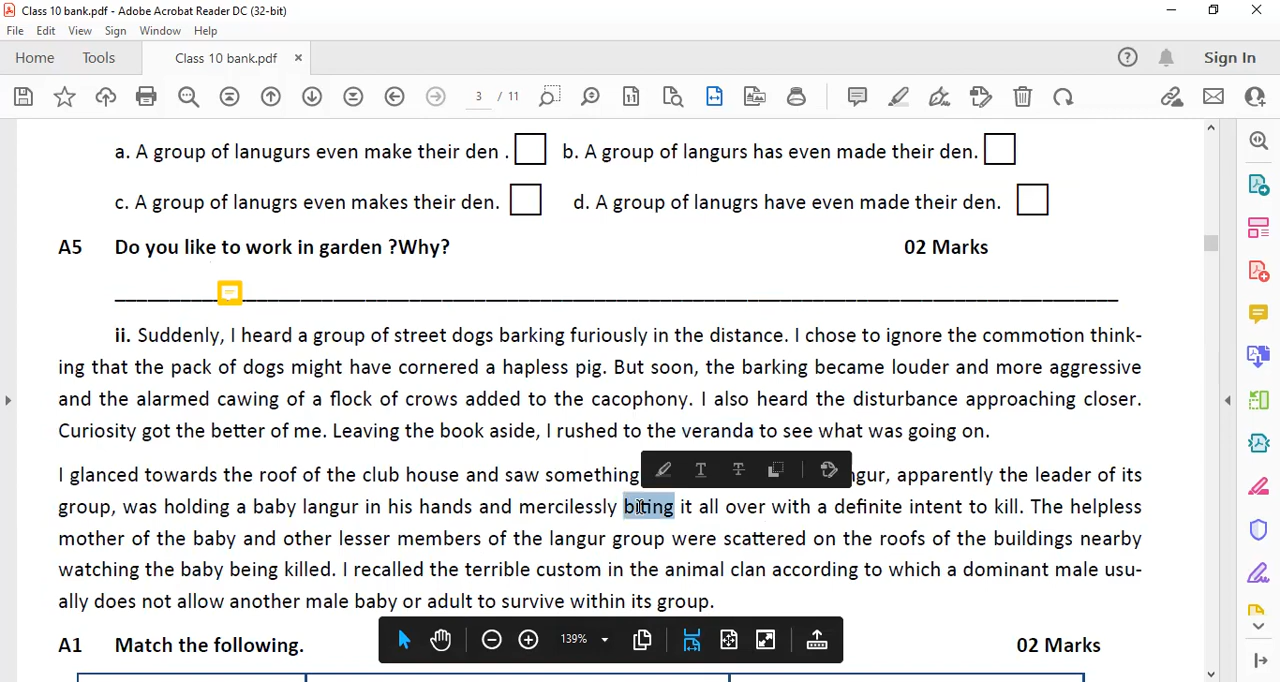 Class 10 bank.pdf - Adobe Acrobat Reader DC (32-bit)
File Edit View Sign Window Help
Home Tools Class 10 bank.pdf × Sign In
3 / 11
a. A group of lanugurs even make their den . b. A group of langurs has even made their den.
c. A group of lanugrs even makes their den. d. A group of lanugrs have even made their den.
A5 Do you like to work in garden ?Why? 02 Marks
ii. Suddenly, I heard a group of street dogs barking furiously in the distance. I chose to ignore the commotion think-
ing that the pack of dogs might have cornered a hapless pig. But soon, the barking became louder and more aggressive
and the alarmed cawing of a flock of crows added to the cacophony. I also heard the disturbance approaching closer.
Curiosity got the better of me. Leaving the book aside, I rushed to the veranda to see what was going on.
I glanced towards the roof of the club house and saw something ngur, apparently the leader of its
group, was holding a baby langur in his hands and mercilessly biting it all over with a definite intent to kill. The helpless
mother of the baby and other lesser members of the langur group were scattered on the roofs of the buildings nearby
watching the baby being killed. I recalled the terrible custom in the animal clan according to which a dominant male usu-
ally does not allow another male baby or adult to survive within its group.
139%
A1 Match the following. 02 Marks